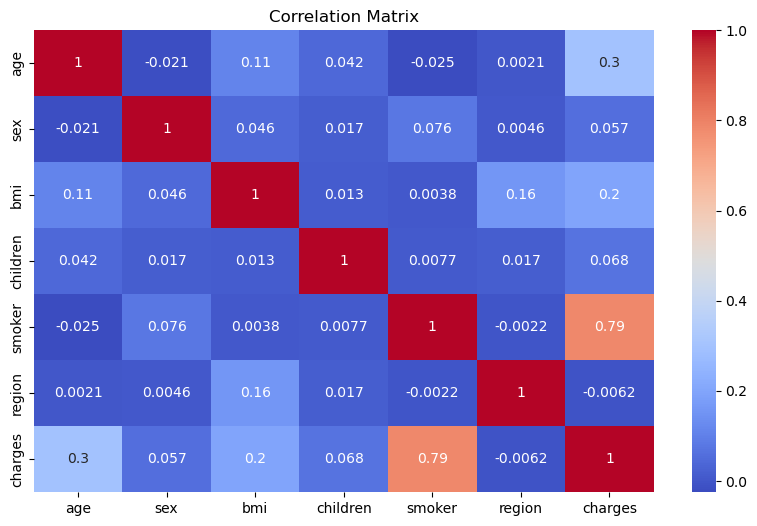 Correlation Matrix
age 1 -0.021 0.11 0.042 -0.025 0.0021 0.3
sex -0.021 1 0.046 0.017 0.076 0.0046 0.057
bmi 0.11 0.046 1 0.013 0.0038 0.16 0.2
children 0.042 0.017 0.013 1 0.0077 0.017 0.068
smoker -0.025 0.076 0.0038 0.0077 1 -0.0022 0.79
region 0.0021 0.0046 0.16 0.017 -0.0022 1 -0.0062
charges 0.3 0.057 0.2 0.068 0.79 -0.0062 1
age sex bmi children smoker region charges
1.0
0.8
0.6
0.4
0.2
0.0